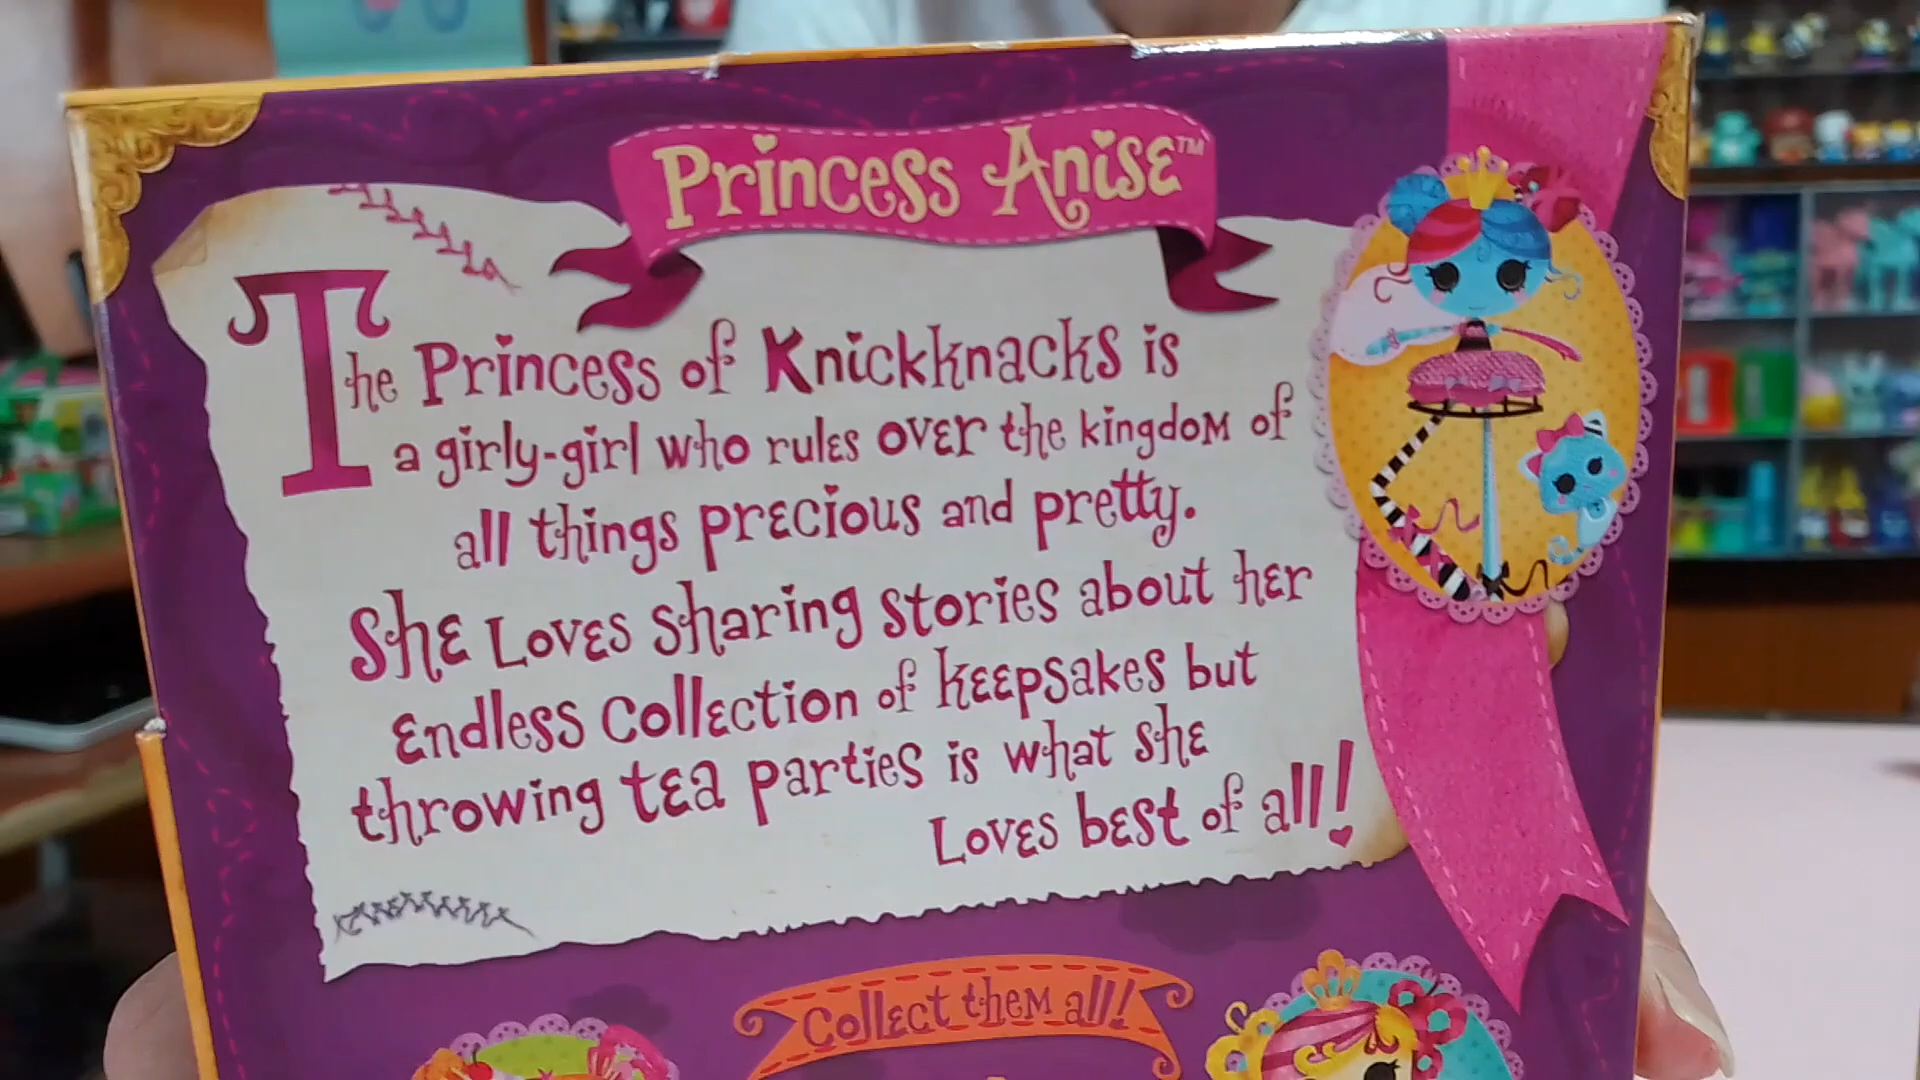 Princess Anise™
The Princess of Knickknacks is
a girly-girl who rules over the kingdom of
all things precious and pretty.
She Loves sharing stories about her
endless collection of keepsakes but
throwing tea parties is what she
Loves best of all!
Collect them all!